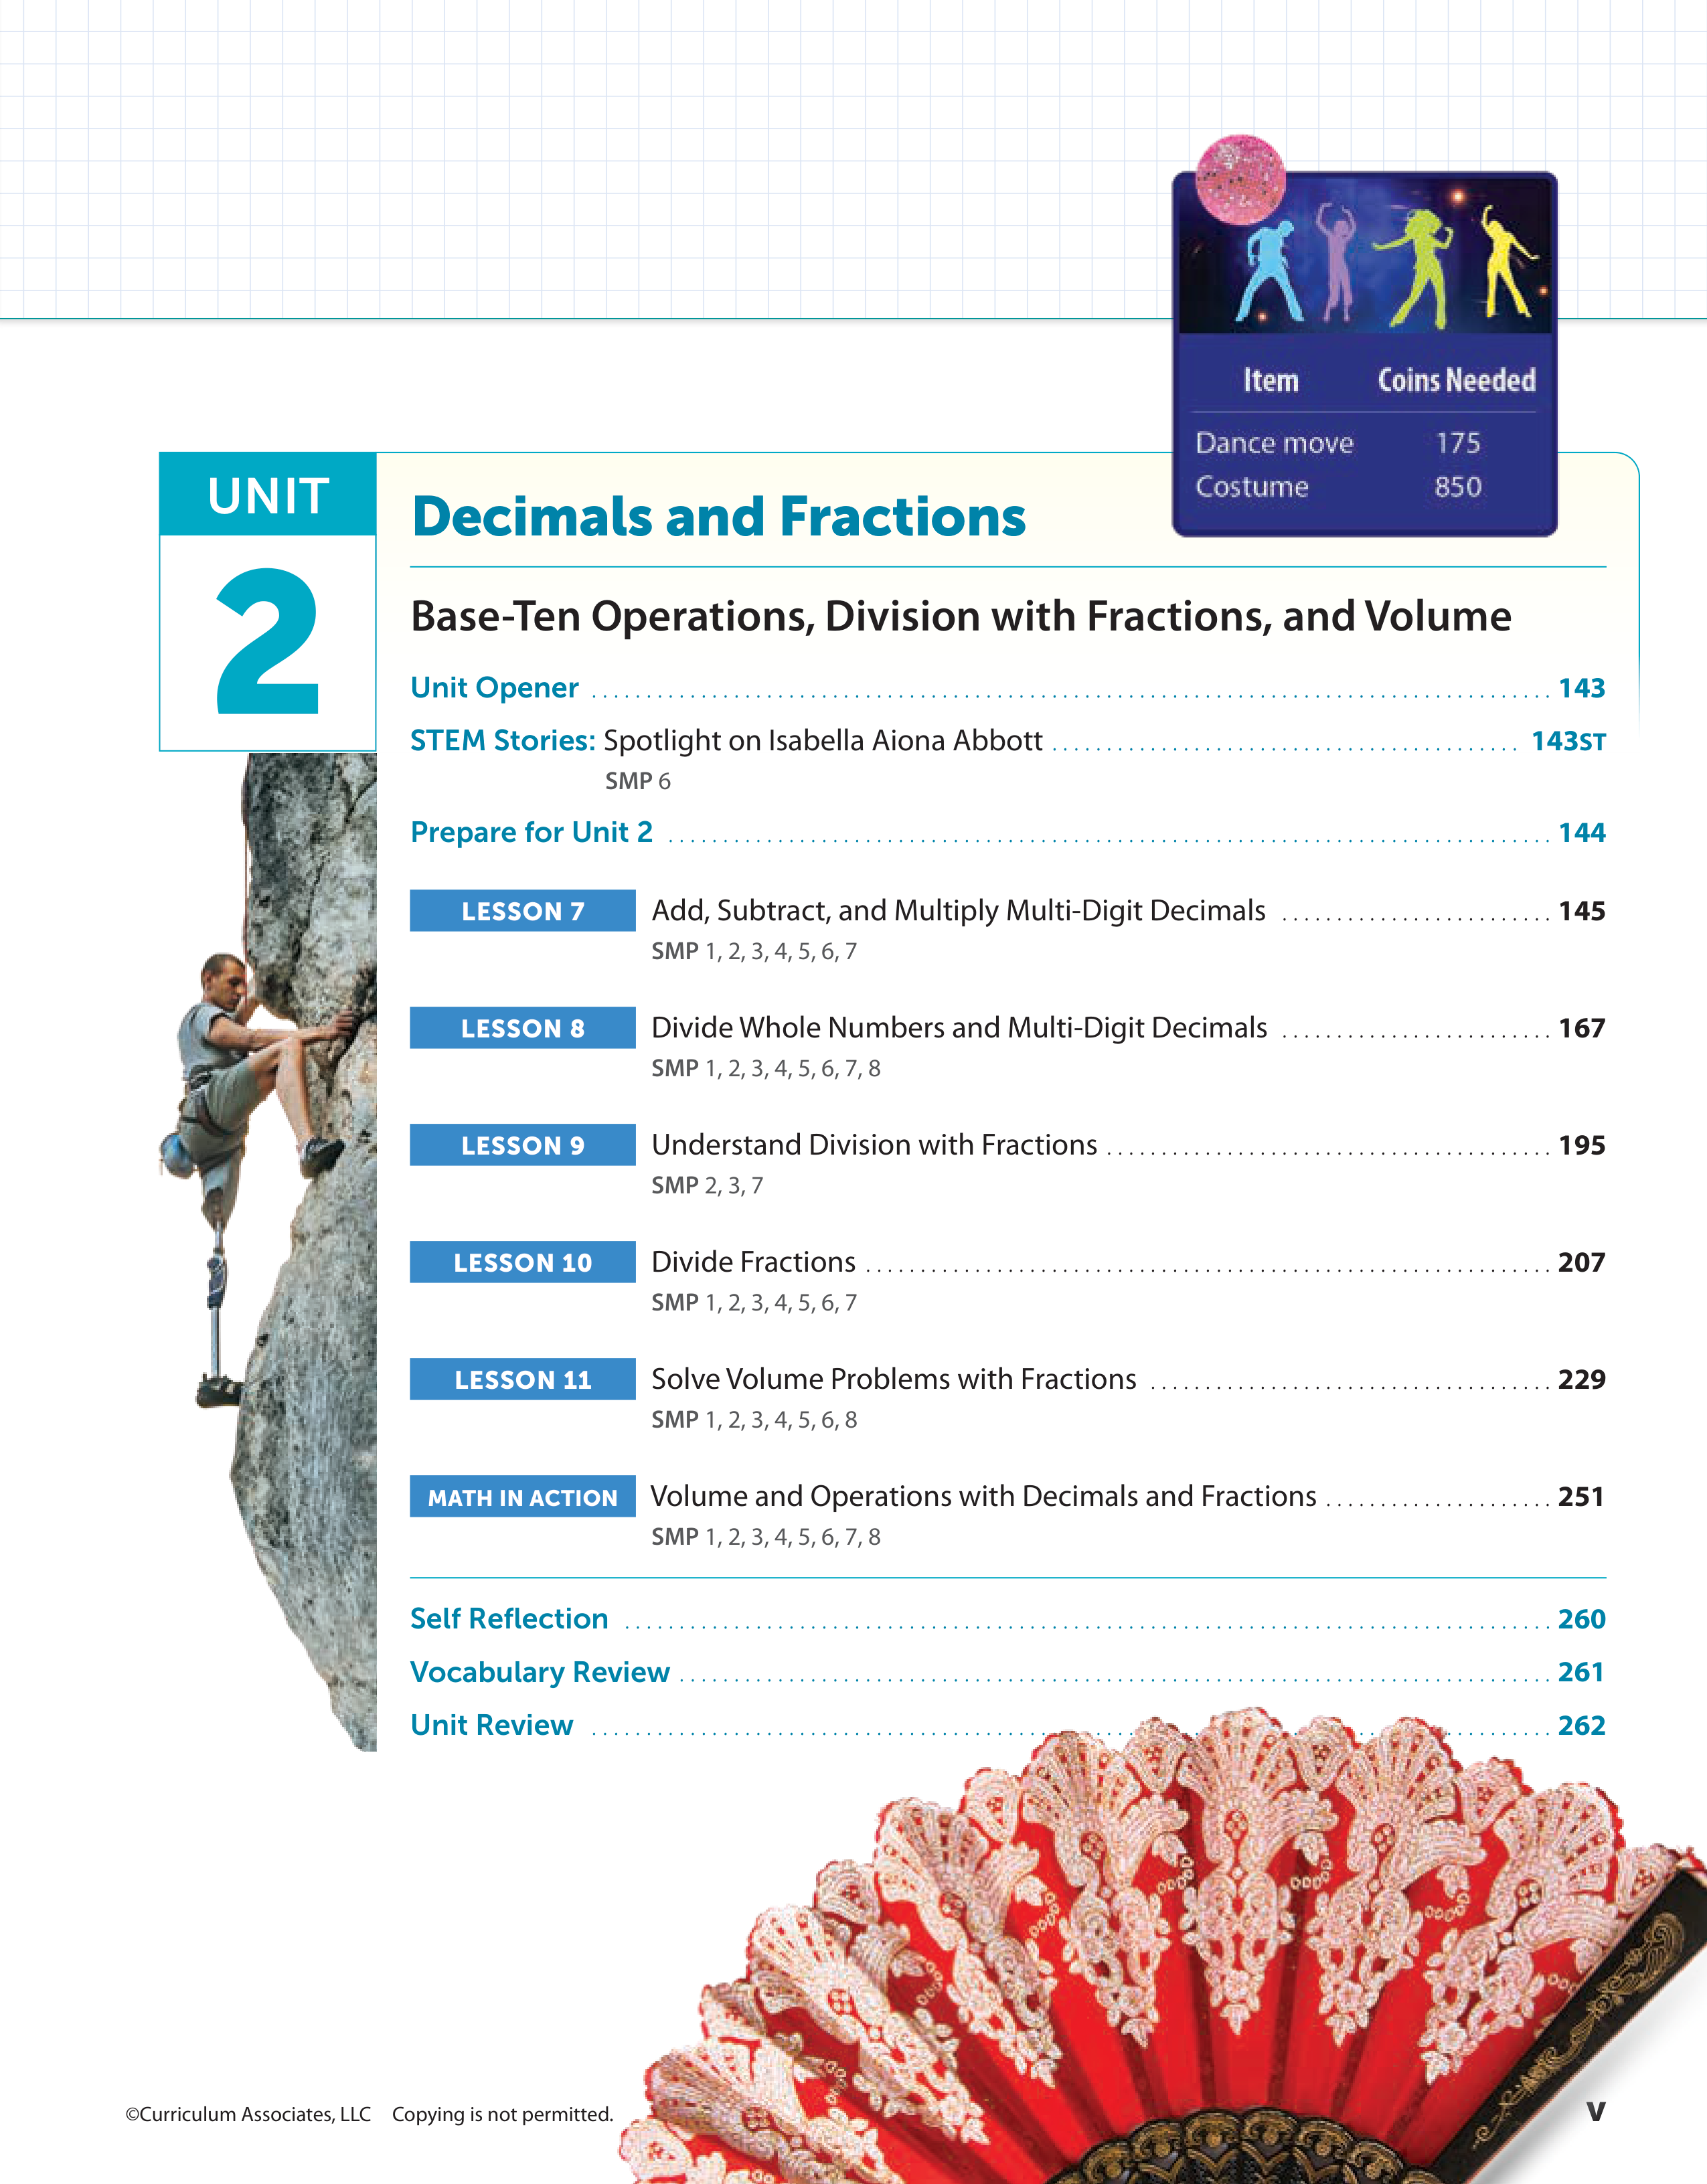 Item Coins Needed
Dance move 175
Costume 850
UNIT
2
Decimals and Fractions
Base-Ten Operations, Division with Fractions, and Volume
Unit Opener 143
STEM Stories: Spotlight on Isabella Aiona Abbott 143ST
SMP 6
Prepare for Unit 2 144
LESSON 7 Add, Subtract, and Multiply Multi-Digit Decimals 145
SMP 1, 2, 3, 4, 5, 6, 7
LESSON 8 Divide Whole Numbers and Multi-Digit Decimals 167
SMP 1, 2, 3, 4, 5, 6, 7, 8
LESSON 9 Understand Division with Fractions 195
SMP 2, 3, 7
LESSON 10 Divide Fractions 207
SMP 1, 2, 3, 4, 5, 6, 7
LESSON 11 Solve Volume Problems with Fractions 229
SMP 1, 2, 3, 4, 5, 6, 8
MATH IN ACTION Volume and Operations with Decimals and Fractions 251
SMP 1, 2, 3, 4, 5, 6, 7, 8
Self Reflection 260
Vocabulary Review 261
Unit Review 262
©Curriculum Associates, LLC Copying is not permitted.
v